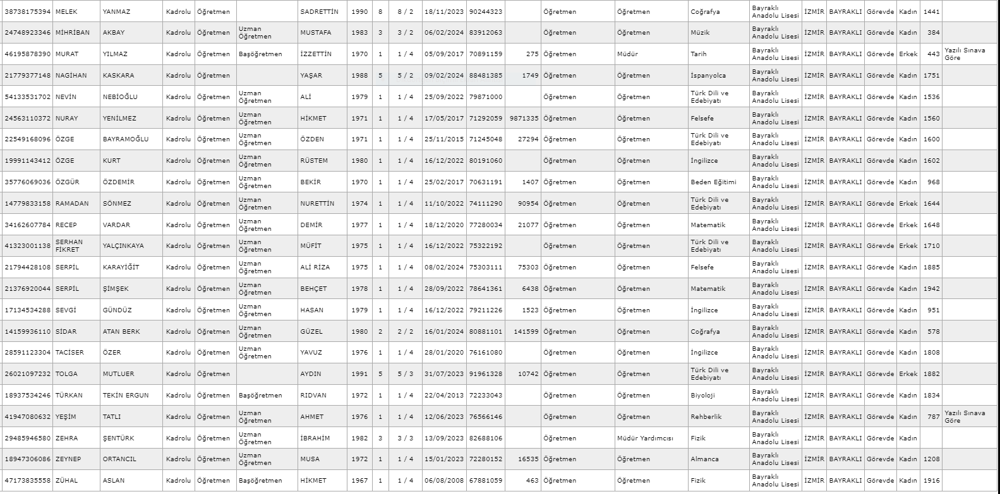 38738175394 MELEK YANMAZ Kadrolu Öğretmen SADRETTİN 1990 8 8 / 2 18/11/2023 90244323 Öğretmen Öğretmen Coğrafya Bayraklı Anadolu Lisesi İZMİR BAYRAKLI Görevde Kadın 1441
24748923346 MİHRİBAN AKBAY Kadrolu Öğretmen Uzman Öğretmen MUSTAFA 1983 3 3 / 2 06/02/2024 83912063 Öğretmen Öğretmen Müzik Bayraklı Anadolu Lisesi İZMİR BAYRAKLI Görevde Kadın 384
46195878390 MURAT YILMAZ Kadrolu Öğretmen Başöğretmen İZZETTİN 1970 1 1 / 4 05/09/2017 70891159 275 Öğretmen Müdür Tarih Bayraklı Anadolu Lisesi İZMİR BAYRAKLI Görevde Erkek 443 Yazılı Sınava Göre
21779377148 NAGİHAN KASKARA Kadrolu Öğretmen YAŞAR 1988 5 5 / 2 09/02/2024 88481385 1749 Öğretmen Öğretmen İspanyolca Bayraklı Anadolu Lisesi İZMİR BAYRAKLI Görevde Kadın 1751
54133531702 NEVİN NEBİOĞLU Kadrolu Öğretmen Uzman Öğretmen ALİ 1979 1 1 / 4 25/09/2022 79871000 Öğretmen Öğretmen Türk Dili ve Edebiyatı Bayraklı Anadolu Lisesi İZMİR BAYRAKLI Görevde Kadın 1536
24563110372 NURAY YENİLMEZ Kadrolu Öğretmen Uzman Öğretmen HİKMET 1971 1 1 / 4 17/05/2017 71292059 9871335 Öğretmen Öğretmen Felsefe Bayraklı Anadolu Lisesi İZMİR BAYRAKLI Görevde Kadın 1560
22549168096 ÖZGE BAYRAMOĞLU Kadrolu Öğretmen Uzman Öğretmen ÖZDEN 1971 1 1 / 4 25/11/2015 71245048 27294 Öğretmen Öğretmen Türk Dili ve Edebiyatı Bayraklı Anadolu Lisesi İZMİR BAYRAKLI Görevde Kadın 1600
19991143412 ÖZGE KURT Kadrolu Öğretmen Uzman Öğretmen RÜSTEM 1980 1 1 / 4 16/12/2022 80191060 Öğretmen Öğretmen İngilizce Bayraklı Anadolu Lisesi İZMİR BAYRAKLI Görevde Kadın 1602
35776069036 ÖZGÜR ÖZDEMİR Kadrolu Öğretmen Uzman Öğretmen BEKİR 1970 1 1 / 4 25/02/2017 70631191 1407 Öğretmen Öğretmen Beden Eğitimi Bayraklı Anadolu Lisesi İZMİR BAYRAKLI Görevde Kadın 968
14779833158 RAMADAN SÖNMEZ Kadrolu Öğretmen Uzman Öğretmen NURETTİN 1974 1 1 / 4 11/10/2022 74111290 90954 Öğretmen Öğretmen Türk Dili ve Edebiyatı Bayraklı Anadolu Lisesi İZMİR BAYRAKLI Görevde Erkek 1644
34162607784 RECEP VARDAR Kadrolu Öğretmen Uzman Öğretmen DEMİR 1977 1 1 / 4 18/12/2020 77280034 21077 Öğretmen Öğretmen Matematik Bayraklı Anadolu Lisesi İZMİR BAYRAKLI Görevde Erkek 1648
41323001138 SERHAN FİKRET YALÇINKAYA Kadrolu Öğretmen Uzman Öğretmen MÜFİT 1975 1 1 / 4 16/12/2022 75322192 Öğretmen Öğretmen Türk Dili ve Edebiyatı Bayraklı Anadolu Lisesi İZMİR BAYRAKLI Görevde Erkek 1710
21794428108 SERPİL KARAYİĞİT Kadrolu Öğretmen Uzman Öğretmen ALİ RİZA 1975 1 1 / 4 08/02/2024 75303111 75303 Öğretmen Öğretmen Felsefe Bayraklı Anadolu Lisesi İZMİR BAYRAKLI Görevde Kadın 1885
21376920044 SERPİL ŞİMŞEK Kadrolu Öğretmen Uzman Öğretmen BEHÇET 1978 1 1 / 4 28/09/2022 78641361 6438 Öğretmen Öğretmen Matematik Bayraklı Anadolu Lisesi İZMİR BAYRAKLI Görevde Kadın 1942
17134534288 SEVGİ GÜNDÜZ Kadrolu Öğretmen Uzman Öğretmen HASAN 1979 1 1 / 4 16/12/2022 79211226 1523 Öğretmen Öğretmen İngilizce Bayraklı Anadolu Lisesi İZMİR BAYRAKLI Görevde Kadın 951
14159936110 SİDAR ATAN BERK Kadrolu Öğretmen Uzman Öğretmen GÜZEL 1980 2 2 / 2 16/01/2024 80881101 141599 Öğretmen Öğretmen Coğrafya Bayraklı Anadolu Lisesi İZMİR BAYRAKLI Görevde Kadın 578
28591123304 TACİSER ÖZER Kadrolu Öğretmen Uzman Öğretmen YAVUZ 1976 1 1 / 4 28/01/2020 76161080 Öğretmen Öğretmen İngilizce Bayraklı Anadolu Lisesi İZMİR BAYRAKLI Görevde Kadın 1808
26021097232 TOLGA MUTLUER Kadrolu Öğretmen AYDIN 1991 5 5 / 3 31/07/2023 91961328 10742 Öğretmen Öğretmen Türk Dili ve Edebiyatı Bayraklı Anadolu Lisesi İZMİR BAYRAKLI Görevde Erkek 1882
18937534246 TÜRKAN TEKİN ERGUN Kadrolu Öğretmen Başöğretmen RIDVAN 1972 1 1 / 4 22/04/2013 72233043 Öğretmen Öğretmen Biyoloji Bayraklı Anadolu Lisesi İZMİR BAYRAKLI Görevde Kadın 1834
41947080632 YEŞİM TATLI Kadrolu Öğretmen Uzman Öğretmen AHMET 1976 1 1 / 4 12/06/2023 76566146 Öğretmen Öğretmen Rehberlik Bayraklı Anadolu Lisesi İZMİR BAYRAKLI Görevde Kadın 787 Yazılı Sınava Göre
29485946580 ZEHRA ŞENTÜRK Kadrolu Öğretmen Uzman Öğretmen İBRAHİM 1982 3 3 / 3 13/09/2023 82688106 Öğretmen Müdür Yardımcısı Fizik Bayraklı Anadolu Lisesi İZMİR BAYRAKLI Görevde Kadın
18947306086 ZEYNEP ORTANCIL Kadrolu Öğretmen Uzman Öğretmen MUSA 1972 1 1 / 4 15/01/2023 72280152 16535 Öğretmen Öğretmen Almanca Bayraklı Anadolu Lisesi İZMİR BAYRAKLI Görevde Kadın 1208
47173835558 ZÜHAL ASLAN Kadrolu Öğretmen Başöğretmen HİKMET 1967 1 1 / 4 06/08/2008 67881059 463 Öğretmen Öğretmen Fizik Bayraklı Anadolu Lisesi İZMİR BAYRAKLI Görevde Kadın 1916